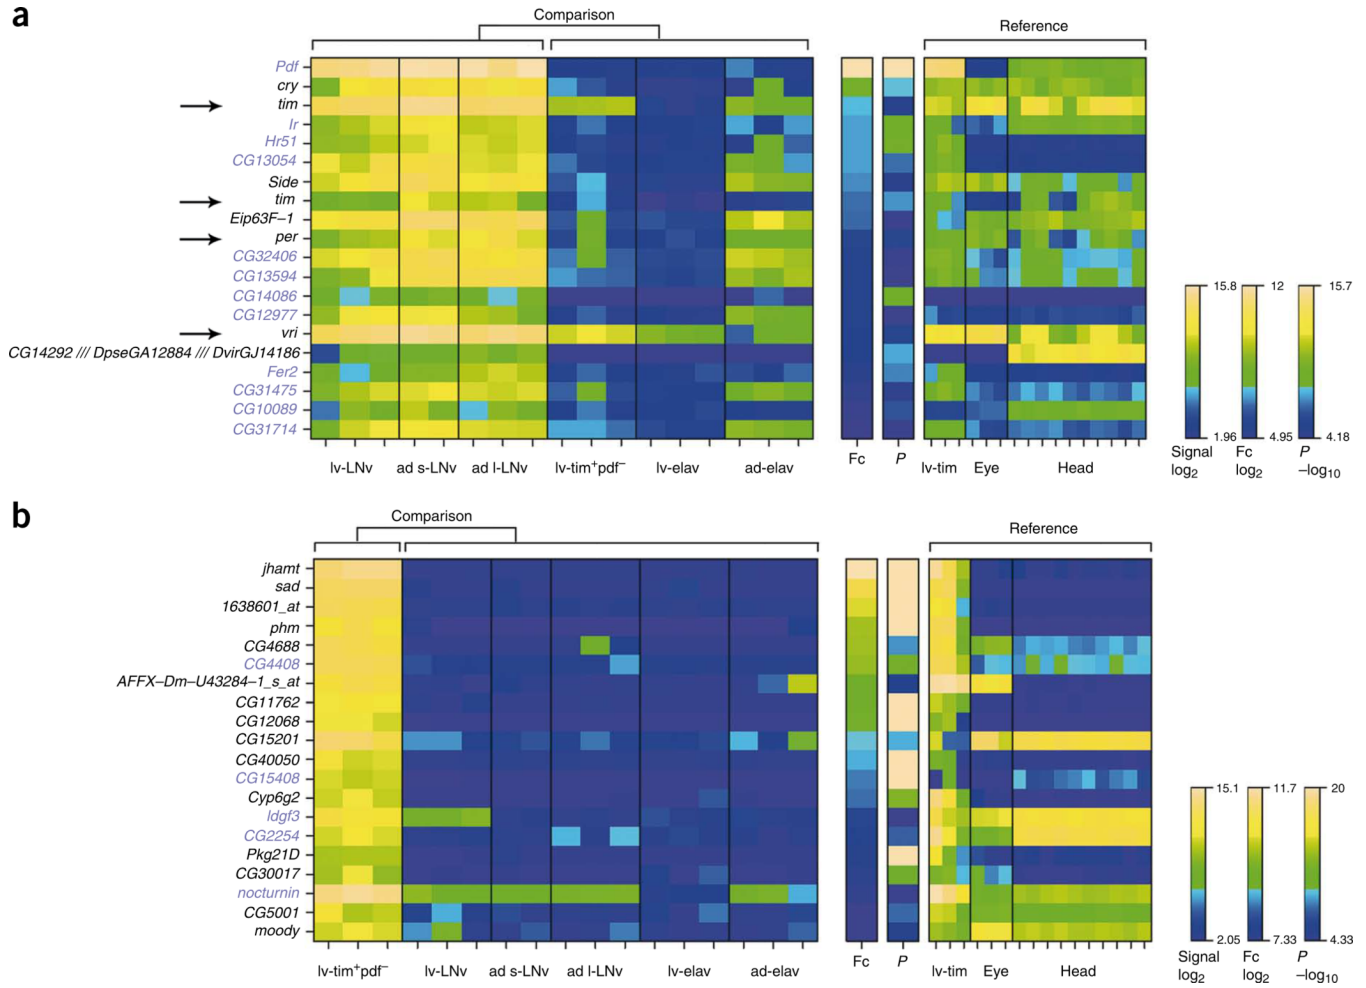 a
Comparison
Reference
Pdf
cry
tim
Ir
Hr51
CG13054
Side
tim
Eip63F–1
per
CG32406
CG13594
CG14086
CG12977
vri
CG14292 /// DpseGA12884 /// DvirGJ14186
Fer2
CG31475
CG10089
CG31714
lv-LNv ad s-LNv ad l-LNv lv-tim⁺pdf⁻ lv-elav ad-elav Fc P lv-tim Eye Head
15.8 12 15.7
1.96 4.95 4.18
Signal log₂ Fc log₂ P –log₁₀
b
Comparison
Reference
jhamt
sad
1638601_at
phm
CG4688
CG4408
AFFX–Dm–U43284–1_s_at
CG11762
CG12068
CG15201
CG40050
CG15408
Cyp6g2
Idgf3
CG2254
Pkg21D
CG30017
nocturnin
CG5001
moody
lv-tim⁺pdf⁻ lv-LNv ad s-LNv ad l-LNv lv-elav ad-elav Fc P lv-tim Eye Head
15.1 11.7 20
2.05 7.33 4.33
Signal log₂ Fc log₂ P –log₁₀